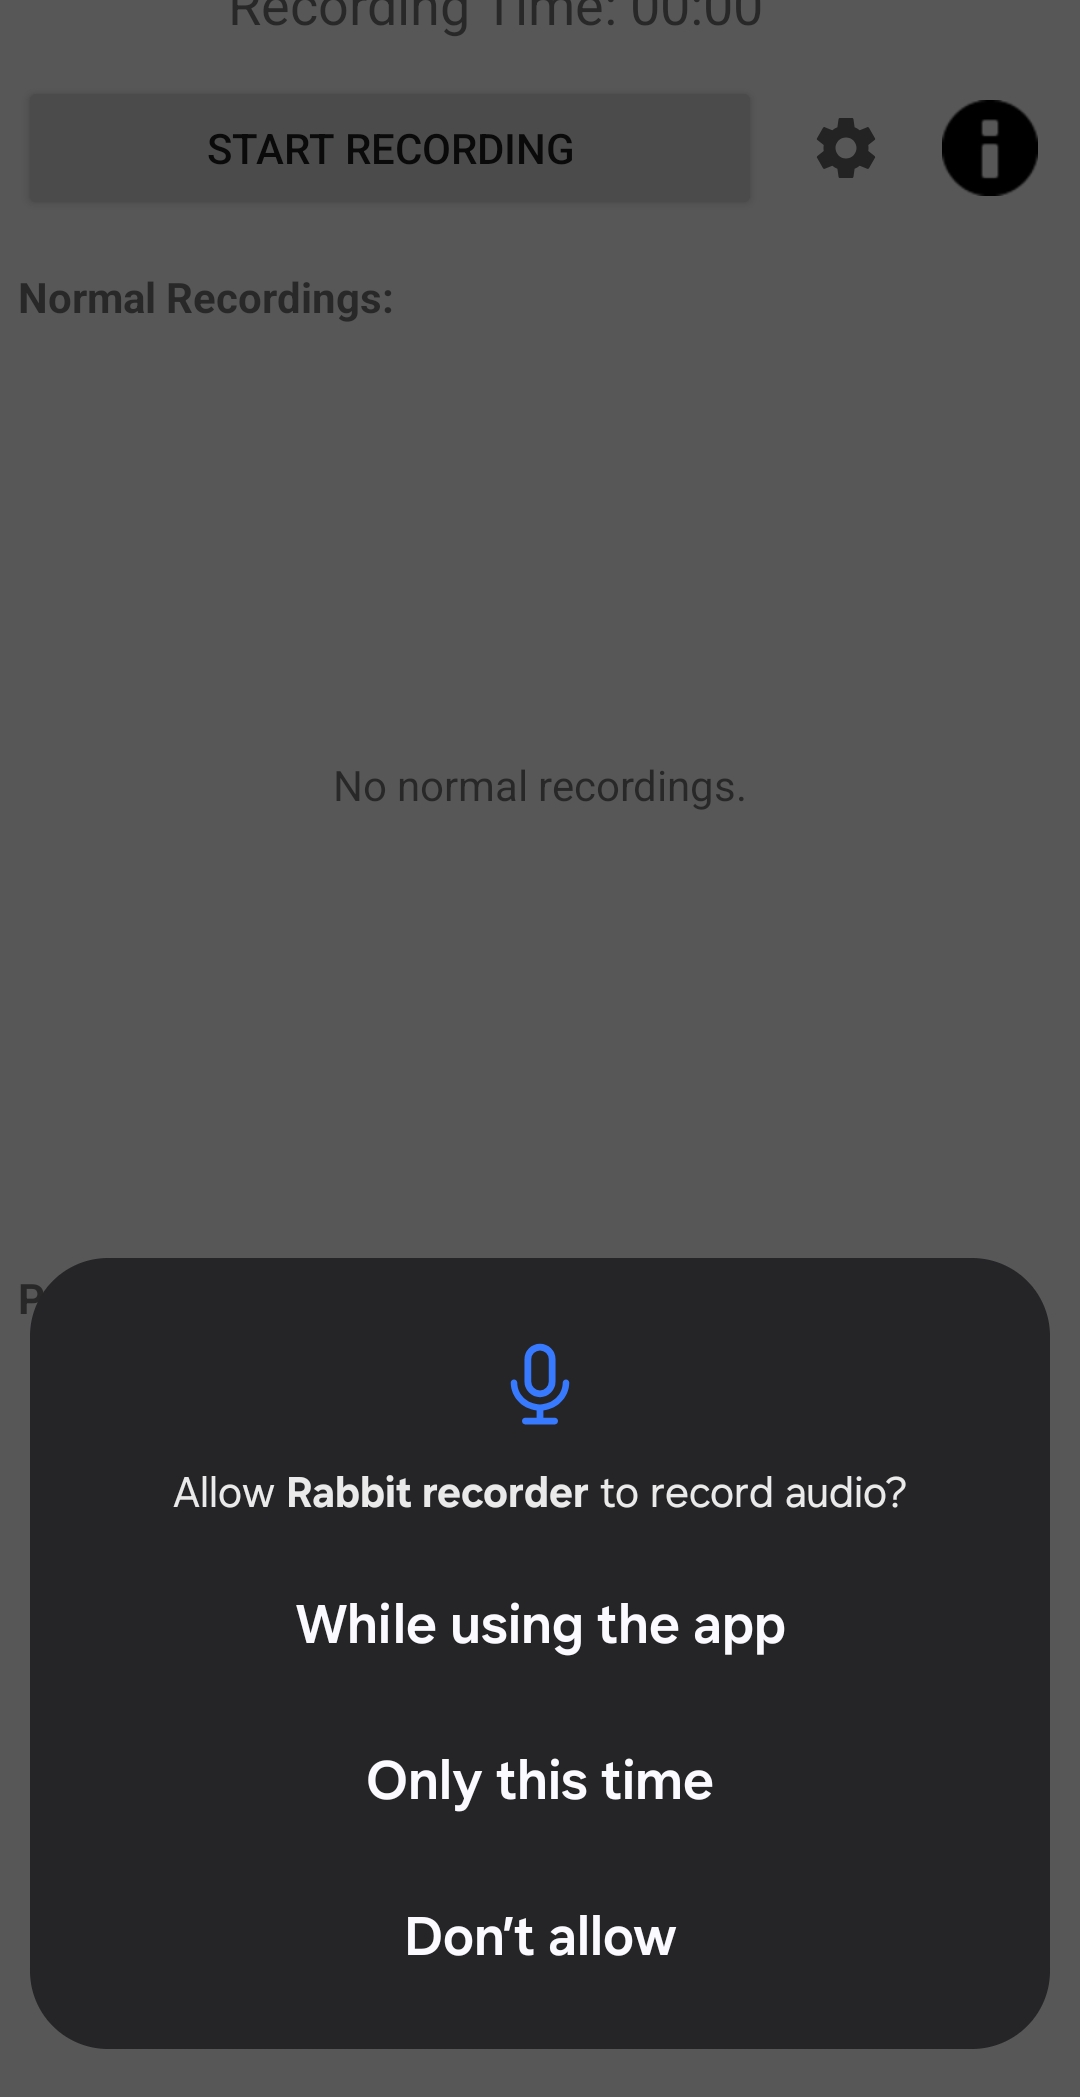 Recording Time: 00:00
START RECORDING
Normal Recordings:
No normal recordings.
Allow Rabbit recorder to record audio?
While using the app
Only this time
Don't allow